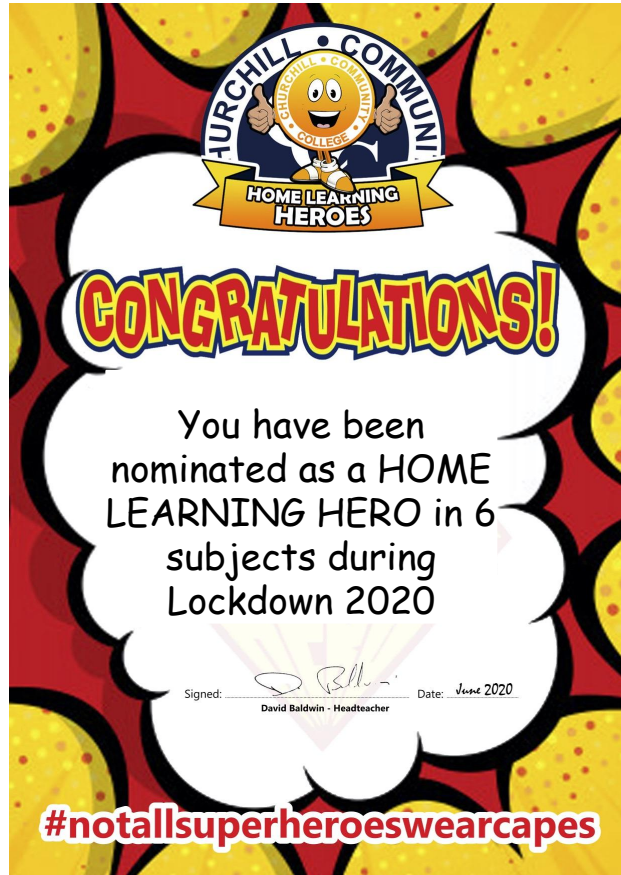 CHURCHILL • COMMUNI
CHURCHILL • COMMUNITY
• COLLEGE •
HOME LEARNING
HEROES
CONGRATULATIONS!
You have been
nominated as a HOME
LEARNING HERO in 6
subjects during
Lockdown 2020
Signed: D. Baldwin Date: June 2020
David Baldwin - Headteacher
#notallsuperheroeswearcapes